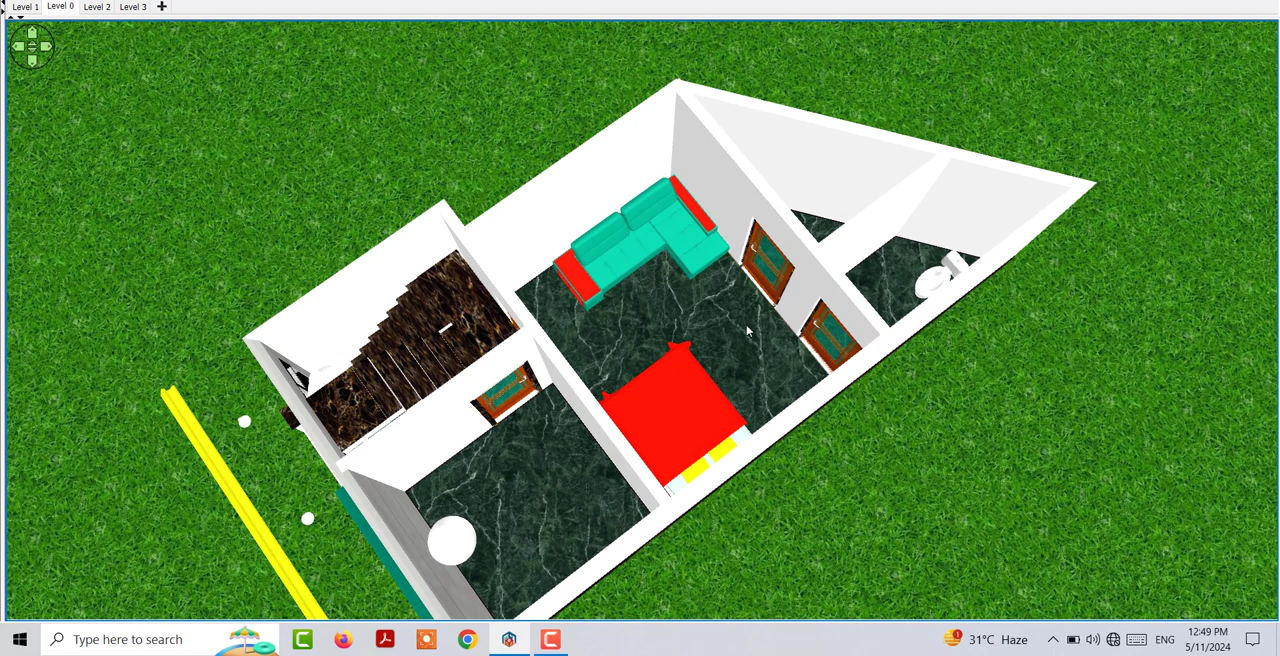 Level 1 Level 0 Level 2 Level 3
Type here to search
1
31°C Haze
ENG
12:49 PM
5/11/2024